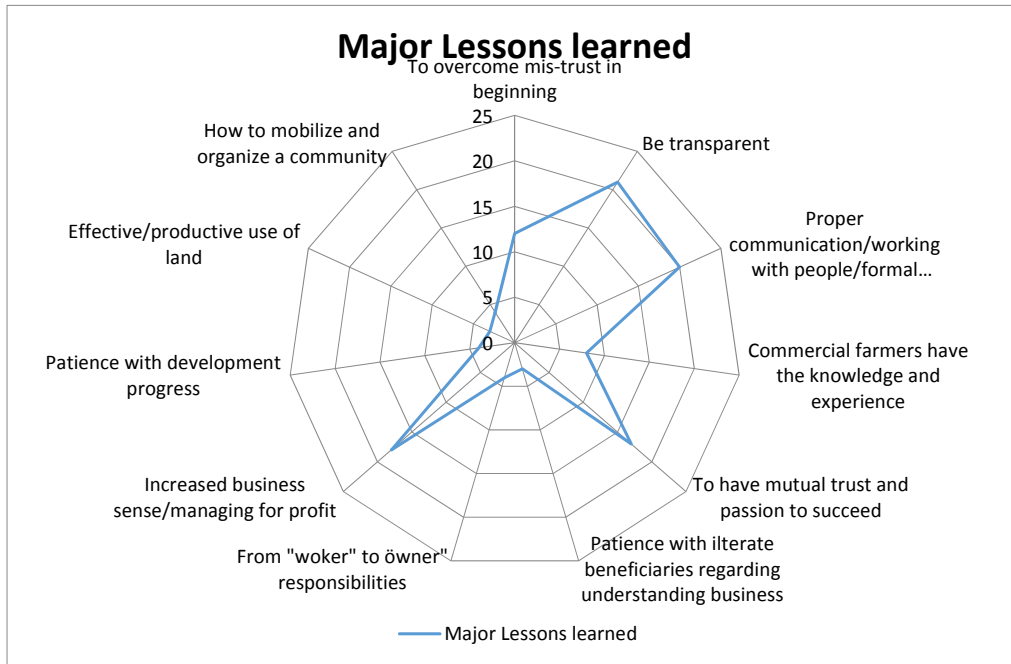 Major Lessons learned
To overcome mis-trust in
beginning
Be transparent
Proper
communication/working
with people/formal...
Commercial farmers have
the knowledge and
experience
To have mutual trust and
passion to succeed
Patience with ilterate
beneficiaries regarding
understanding business
From "woker" to öwner"
responsibilities
Increased business
sense/managing for profit
Patience with development
progress
Effective/productive use of
land
How to mobilize and
organize a community
25
20
15
10
5
0
Major Lessons learned